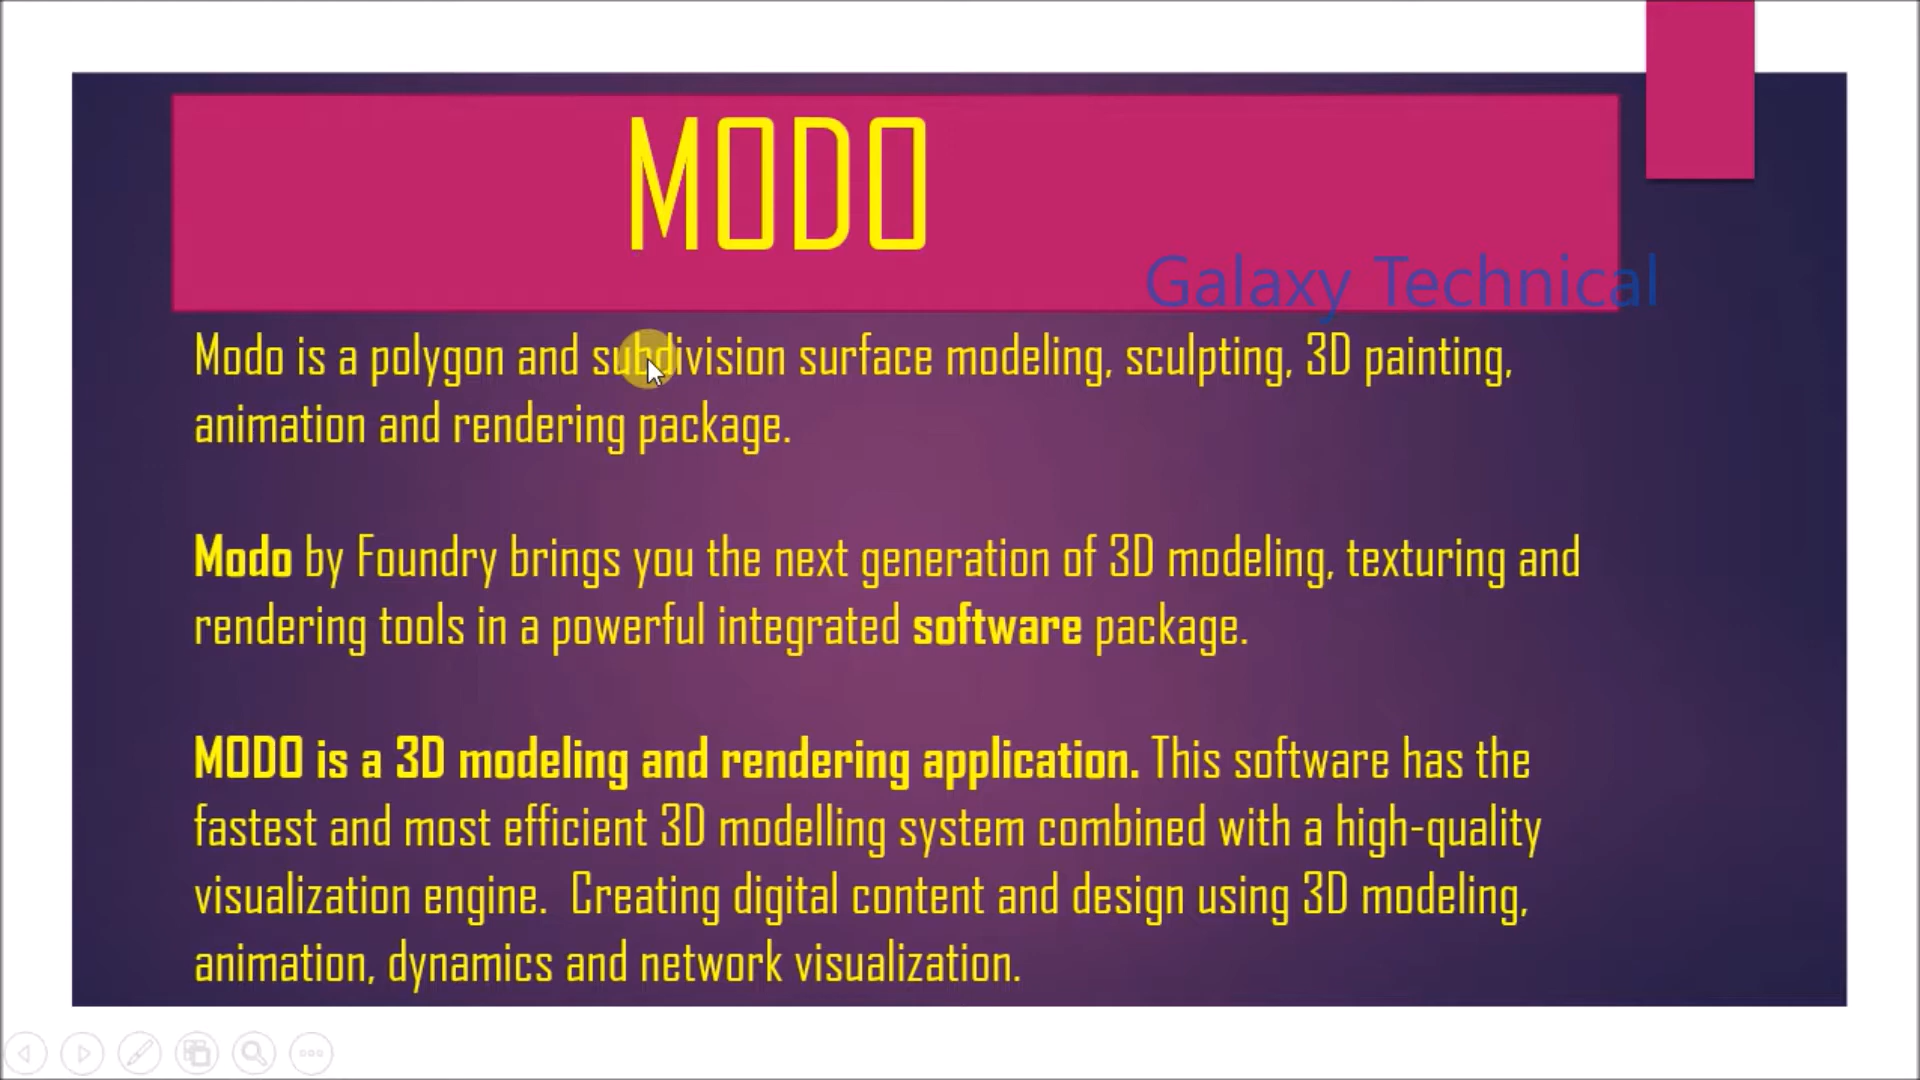 MODO
Galaxy Technical
Modo is a polygon and subdivision surface modeling, sculpting, 3D painting,
animation and rendering package.
Modo by Foundry brings you the next generation of 3D modeling, texturing and
rendering tools in a powerful integrated software package.
MODO is a 3D modeling and rendering application. This software has the
fastest and most efficient 3D modelling system combined with a high-quality
visualization engine.  Creating digital content and design using 3D modeling,
animation, dynamics and network visualization.